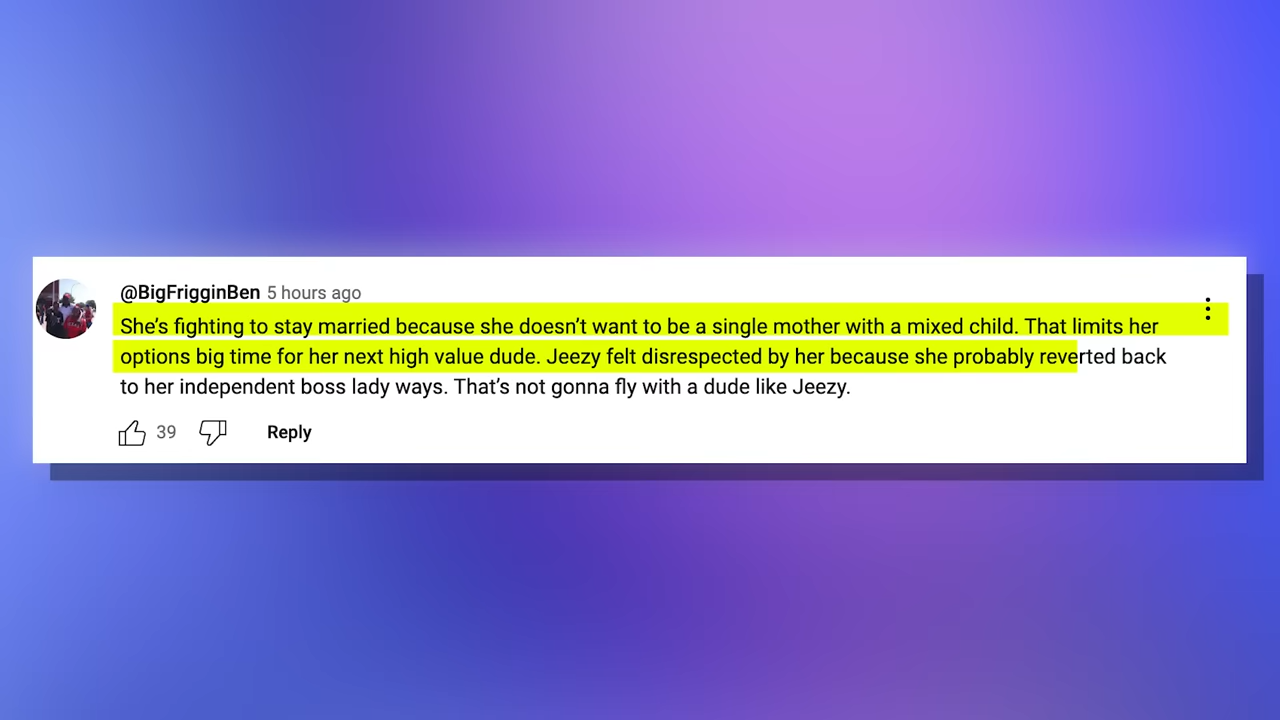 @BigFrigginBen 5 hours ago
She’s fighting to stay married because she doesn’t want to be a single mother with a mixed child. That limits her
options big time for her next high value dude. Jeezy felt disrespected by her because she probably reverted back
to her independent boss lady ways. That’s not gonna fly with a dude like Jeezy.
39 Reply